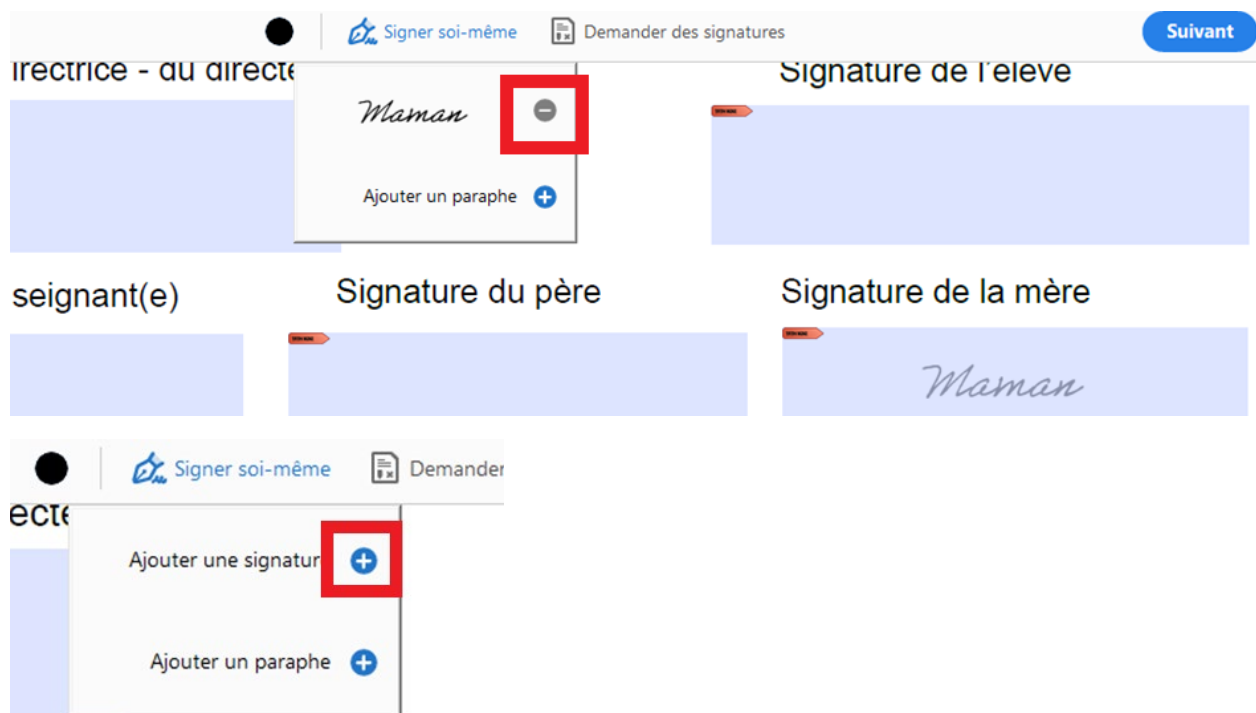 Signer soi-même Demander des signatures Suivant
irectrice - du directe Signature de l'élève
Maman
Ajouter un paraphe
seignant(e) Signature du père Signature de la mère
Maman
Signer soi-même Demander
ecte
Ajouter une signatur
Ajouter un paraphe